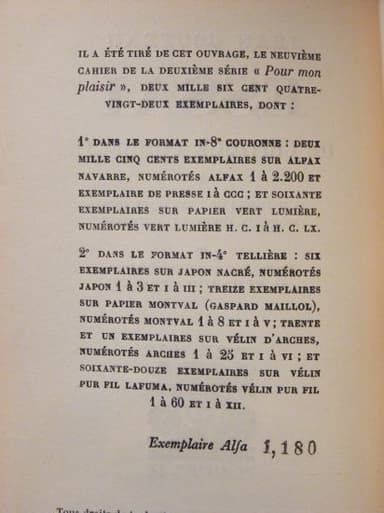 IL A ÉTÉ TIRÉ DE CET OUVRAGE, LE NEUVIÈME
CAHIER DE LA DEUXIÈME SÉRIE « Pour mon
plaisir », DEUX MILLE SIX CENT QUATRE-
VINGT-DEUX EXEMPLAIRES, DONT :
1° DANS LE FORMAT IN-8° COURONNE : DEUX
MILLE CINQ CENTS EXEMPLAIRES SUR ALFAX
NAVARRE, NUMÉROTÉS ALFAX 1 à 2.200 ET
EXEMPLAIRE DE PRESSE I à CCC ; ET SOIXANTE
EXEMPLAIRES SUR PAPIER VERT LUMIÈRE,
NUMÉROTÉS VERT LUMIÈRE H. C. I à H. C. LX.
2° DANS LE FORMAT IN-4° TELLIÈRE : SIX
EXEMPLAIRES SUR JAPON NACRÉ, NUMÉROTÉS
JAPON 1 à 3 ET I à III ; TREIZE EXEMPLAIRES
SUR PAPIER MONTVAL (GASPARD MAILLOL),
NUMÉROTÉS MONTVAL 1 à 8 ET I à V ; TRENTE
ET UN EXEMPLAIRES SUR VÉLIN D'ARCHES,
NUMÉROTÉS ARCHES 1 à 25 ET I à VI ; ET
SOIXANTE-DOUZE EXEMPLAIRES SUR VÉLIN
PUR FIL LAFUMA, NUMÉROTÉS VÉLIN PUR FIL
1 à 60 ET I à XII.
Exemplaire Alfa 1,180